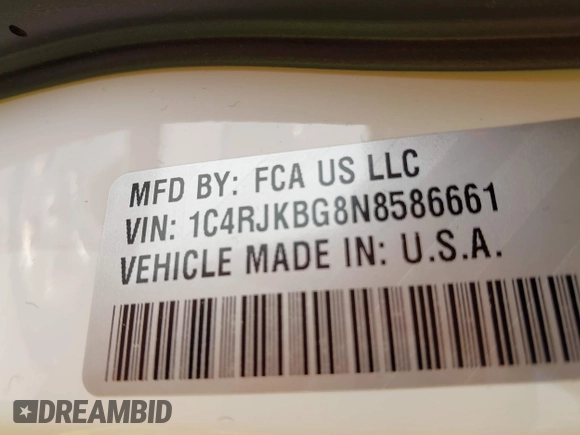 MFD BY: FCA US LLC
VIN: 1C4RJKBG8N8586661
VEHICLE MADE IN: U.S.A.
DREAMBID